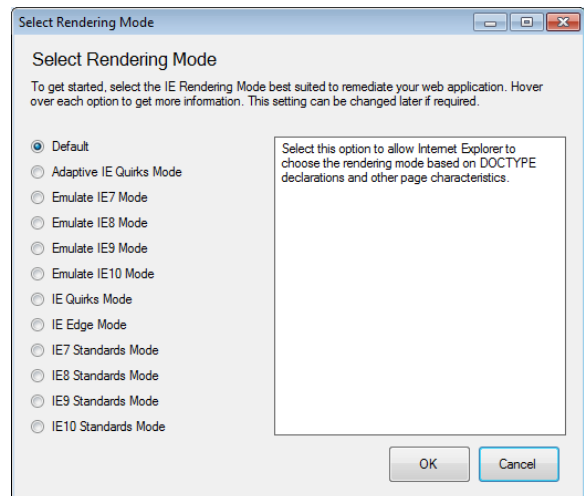 Select Rendering Mode
Select Rendering Mode
To get started, select the IE Rendering Mode best suited to remediate your web application. Hover
over each option to get more information. This setting can be changed later if required.
Default
Adaptive IE Quirks Mode
Emulate IE7 Mode
Emulate IE8 Mode
Emulate IE9 Mode
Emulate IE10 Mode
IE Quirks Mode
IE Edge Mode
IE7 Standards Mode
IE8 Standards Mode
IE9 Standards Mode
IE10 Standards Mode
Select this option to allow Internet Explorer to
choose the rendering mode based on DOCTYPE
declarations and other page characteristics.
OK
Cancel